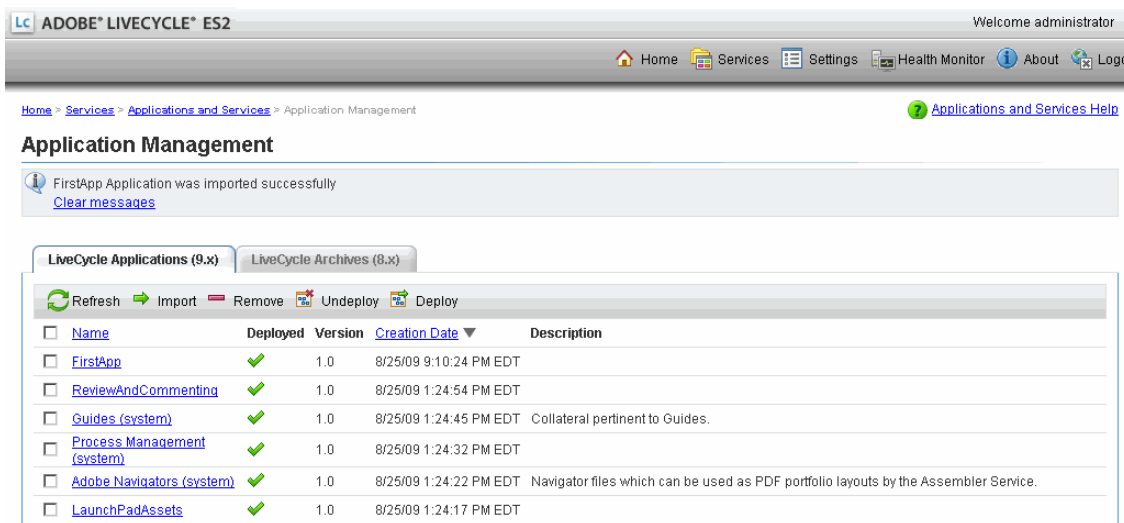 Lc ADOBE® LIVECYCLE® ES2 Welcome administrator
Home Services Settings Health Monitor About Logo
Home > Services > Applications and Services > Application Management ? Applications and Services Help
Application Management
i FirstApp Application was imported successfully
Clear messages
LiveCycle Applications (9.x) LiveCycle Archives (8.x)
Refresh Import Remove Undeploy Deploy
Name Deployed Version Creation Date Description
FirstApp 1.0 8/25/09 9:10:24 PM EDT
ReviewAndCommenting 1.0 8/25/09 1:24:54 PM EDT
Guides (system) 1.0 8/25/09 1:24:45 PM EDT Collateral pertinent to Guides.
Process Management
(system) 1.0 8/25/09 1:24:32 PM EDT
Adobe Navigators (system) 1.0 8/25/09 1:24:22 PM EDT Navigator files which can be used as PDF portfolio layouts by the Assembler Service.
LaunchPadAssets 1.0 8/25/09 1:24:17 PM EDT